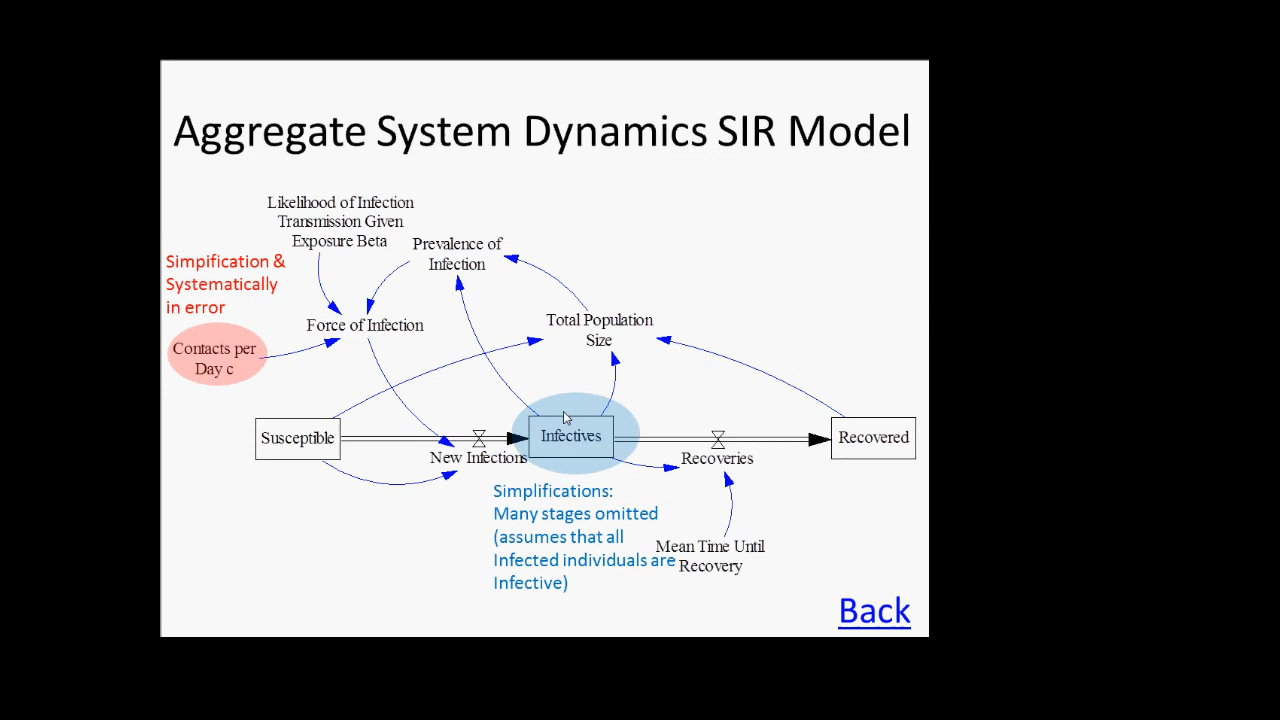 Aggregate System Dynamics SIR Model
Likelihood of Infection
Transmission Given
Exposure Beta
Prevalence of
Infection
Simpification &
Systematically
in error
Force of Infection
Total Population
Size
Contacts per
Day c
Susceptible
Infectives
Recovered
New Infections
Recoveries
Simplifications:
Many stages omitted
(assumes that all
Infected individuals are
Infective)
Mean Time Until
Recovery
Back